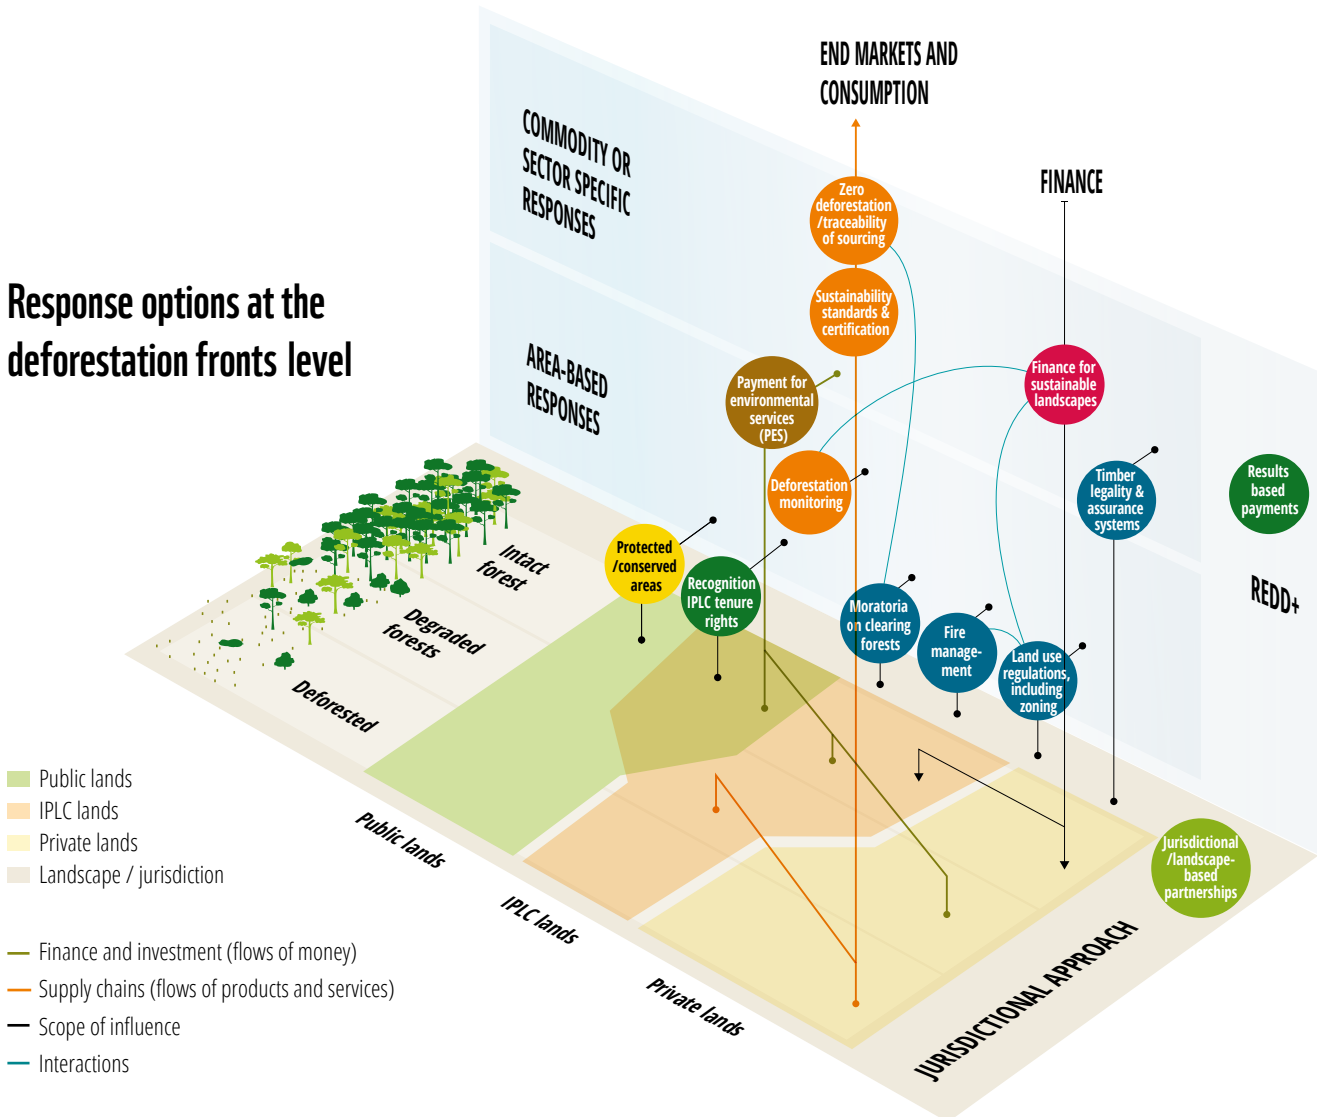 Response options at the
deforestation fronts level
COMMODITY OR
SECTOR SPECIFIC
RESPONSES
AREA-BASED
RESPONSES
END MARKETS AND
CONSUMPTION
FINANCE
Zero
deforestation
/traceability
of sourcing
Sustainability
standards &
certification
Payment for
environmental
services
(PES)
Deforestation
monitoring
Finance for
sustainable
landscapes
Timber
legality &
assurance
systems
Results
based
payments
REDD+
Protected
/conserved
areas
Recognition
IPLC tenure
rights
Moratoria
on clearing
forests
Fire
manage-
ment
Land use
regulations,
including
zoning
Jurisdictional
/landscape-
based
partnerships
Intact
forest
Degraded
forests
Deforested
Public lands
IPLC lands
Private lands
JURISDICTIONAL APPROACH
Public lands
IPLC lands
Private lands
Landscape / jurisdiction
Finance and investment (flows of money)
Supply chains (flows of products and services)
Scope of influence
Interactions